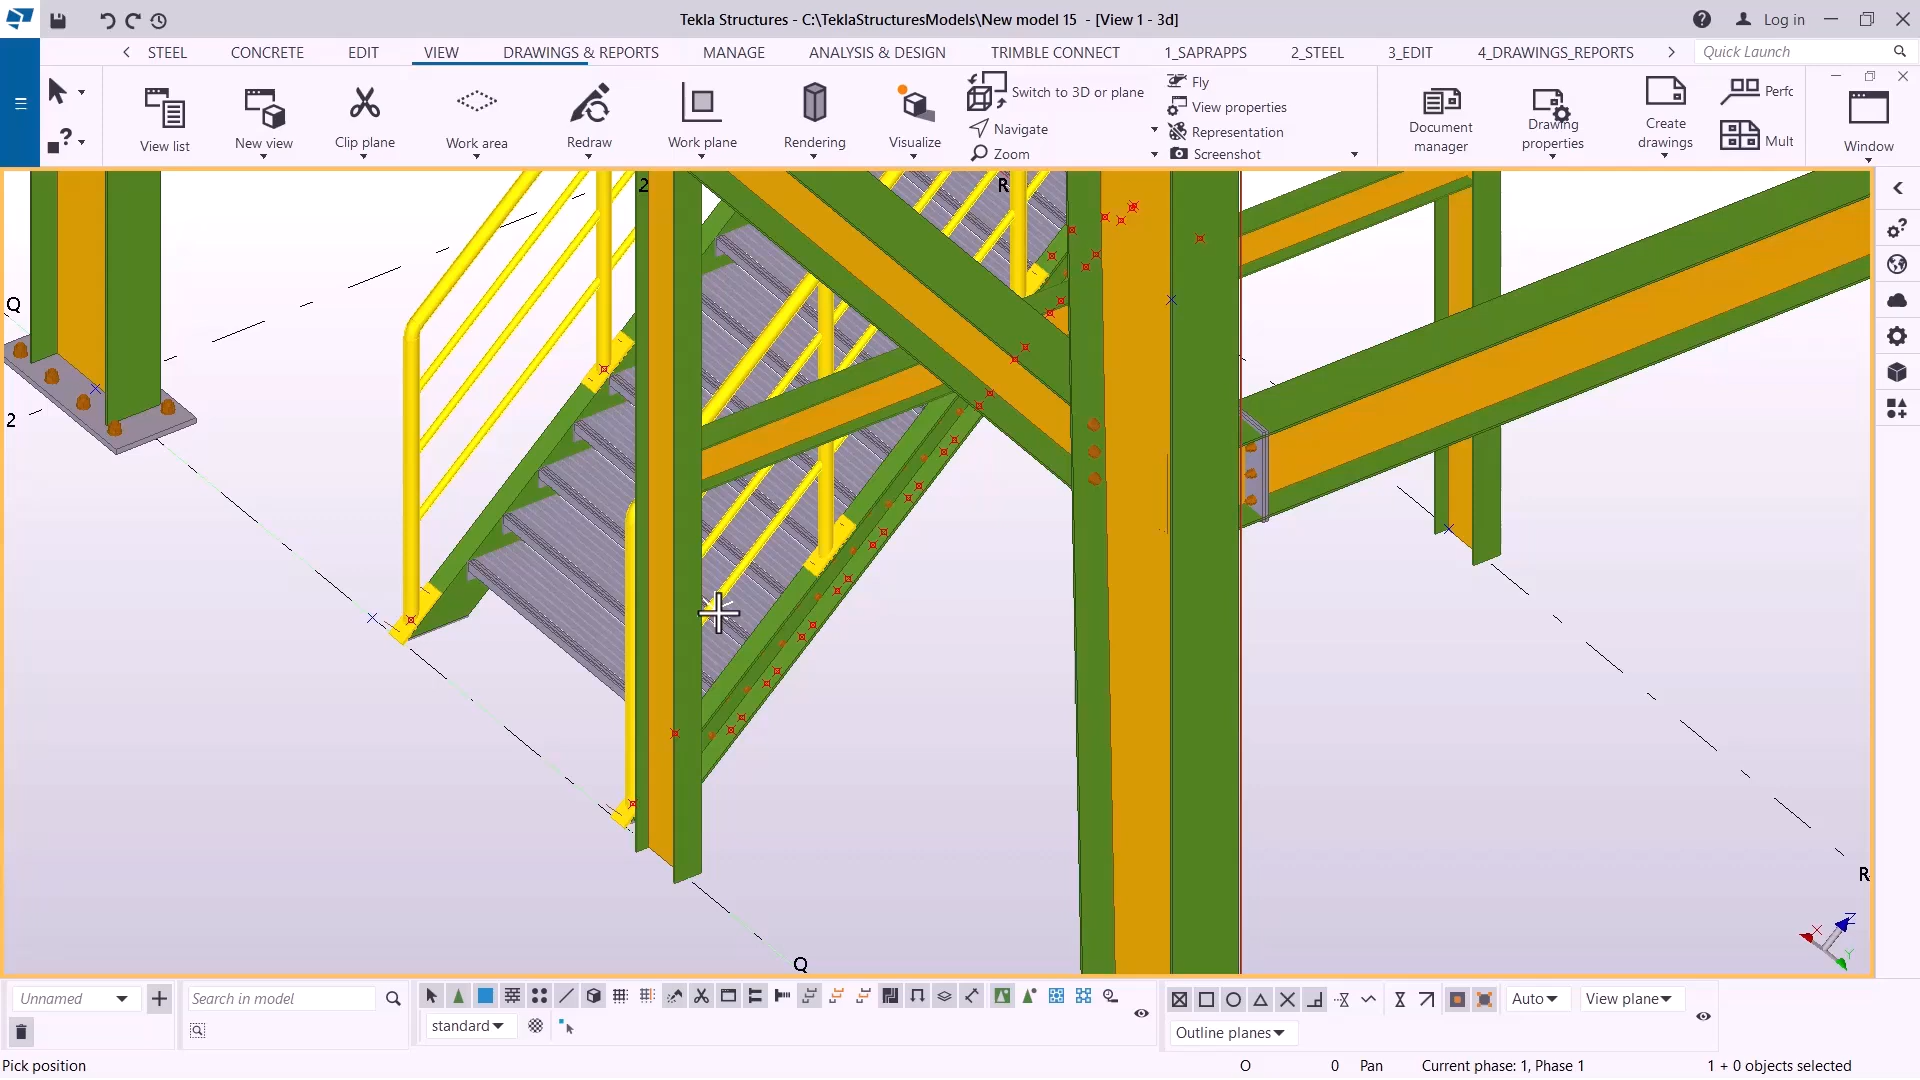 Tekla Structures - C:\TeklaStructuresModels\New model 15 - [View 1 - 3d]
Log in
STEEL CONCRETE EDIT VIEW DRAWINGS & REPORTS MANAGE ANALYSIS & DESIGN TRIMBLE CONNECT 1_SAPRAPPS 2_STEEL 3_EDIT 4_DRAWINGS_REPORTS Quick Launch
View list
New view
Clip plane
Work area
Redraw
Work plane
Rendering
Visualize
Switch to 3D or plane
Navigate
Zoom
Fly
View properties
Representation
Screenshot
Document
manager
Drawing
properties
Create
drawings
Perfc
Mult
Window
2 R
Q
2
R
Q
X Z Y
Unnamed
Search in model
standard
Auto
View plane
Outline planes
Pick position
O 0 Pan Current phase: 1, Phase 1 1 + 0 objects selected